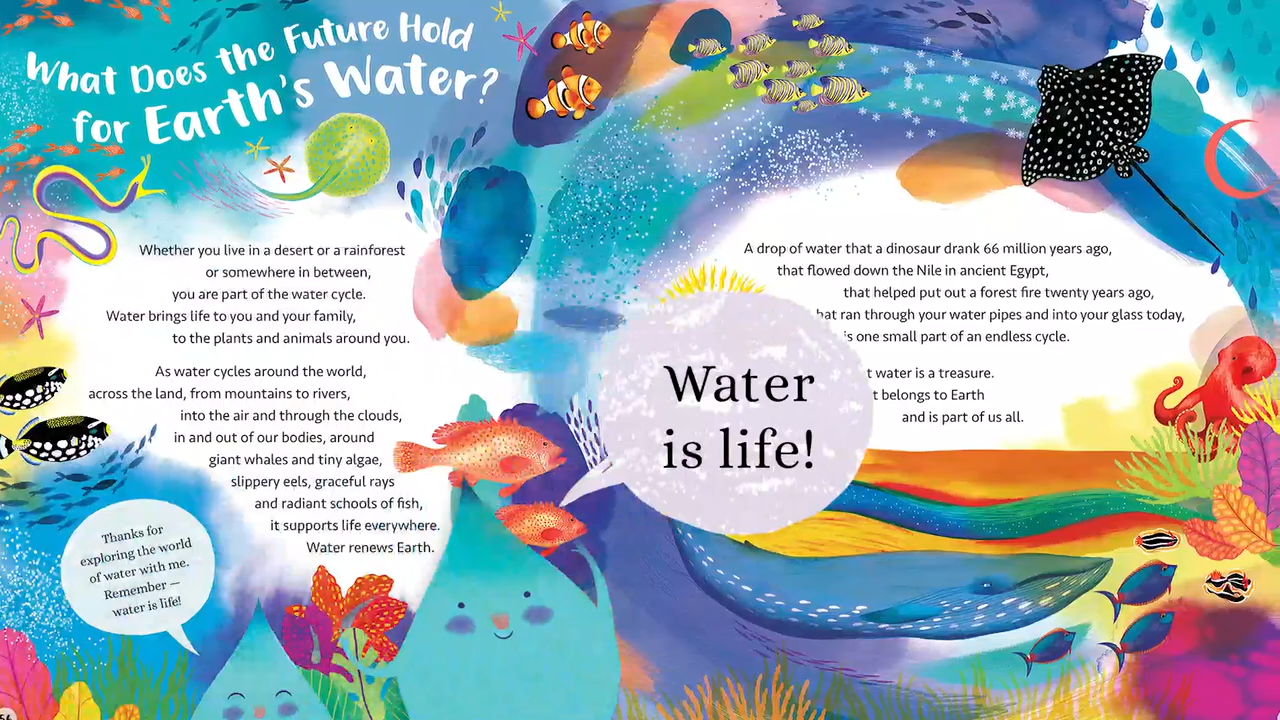 What Does the Future Hold
for Earth's Water?
Whether you live in a desert or a rainforest
or somewhere in between,
you are part of the water cycle.
Water brings life to you and your family,
to the plants and animals around you.
As water cycles around the world,
across the land, from mountains to rivers,
into the air and through the clouds,
in and out of our bodies, around
giant whales and tiny algae,
slippery eels, graceful rays
and radiant schools of fish,
it supports life everywhere.
Water renews Earth.
Thanks for
exploring the world
of water with me.
Remember —
water is life!
A drop of water that a dinosaur drank 66 million years ago,
that flowed down the Nile in ancient Egypt,
that helped put out a forest fire twenty years ago,
hat ran through your water pipes and into your glass today,
is one small part of an endless cycle.
t water is a treasure.
t belongs to Earth
and is part of us all.
Water
is life!